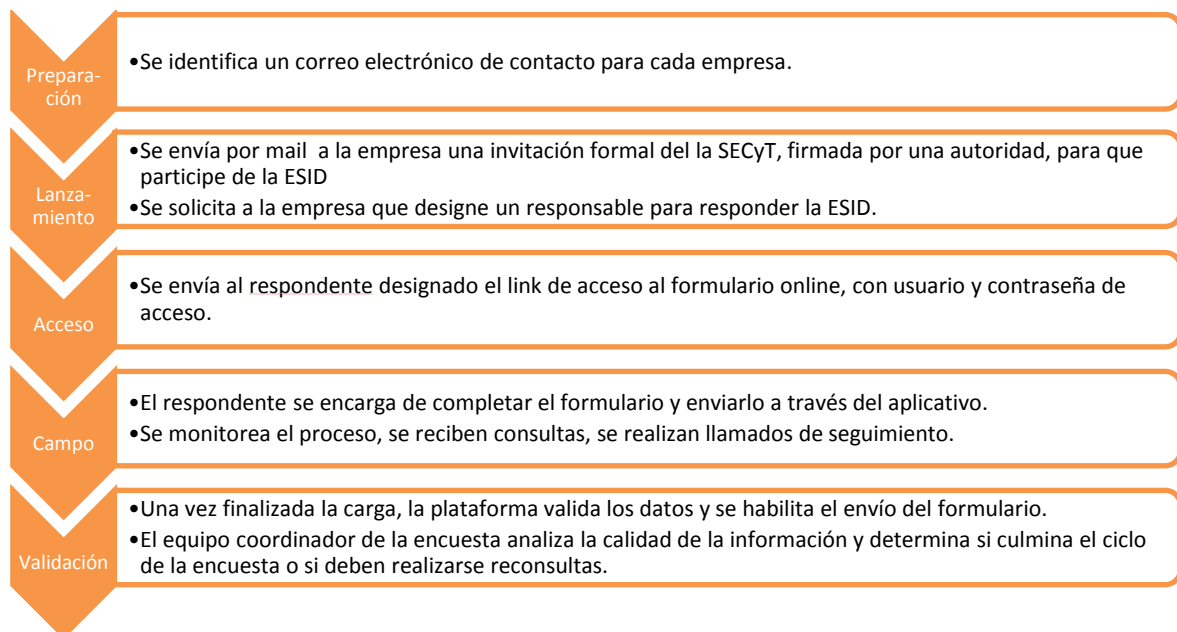 Prepara-
ción
•Se identifica un correo electrónico de contacto para cada empresa.
Lanza-
miento
•Se envía por mail  a la empresa una invitación formal del la SECyT, firmada por una autoridad, para que
participe de la ESID
•Se solicita a la empresa que designe un responsable para responder la ESID.
Acceso
•Se envía al respondente designado el link de acceso al formulario online, con usuario y contraseña de
acceso.
Campo
•El respondente se encarga de completar el formulario y enviarlo a través del aplicativo.
•Se monitorea el proceso, se reciben consultas, se realizan llamados de seguimiento.
Validación
•Una vez finalizada la carga, la plataforma valida los datos y se habilita el envío del formulario.
•El equipo coordinador de la encuesta analiza la calidad de la información y determina si culmina el ciclo
de la encuesta o si deben realizarse reconsultas.